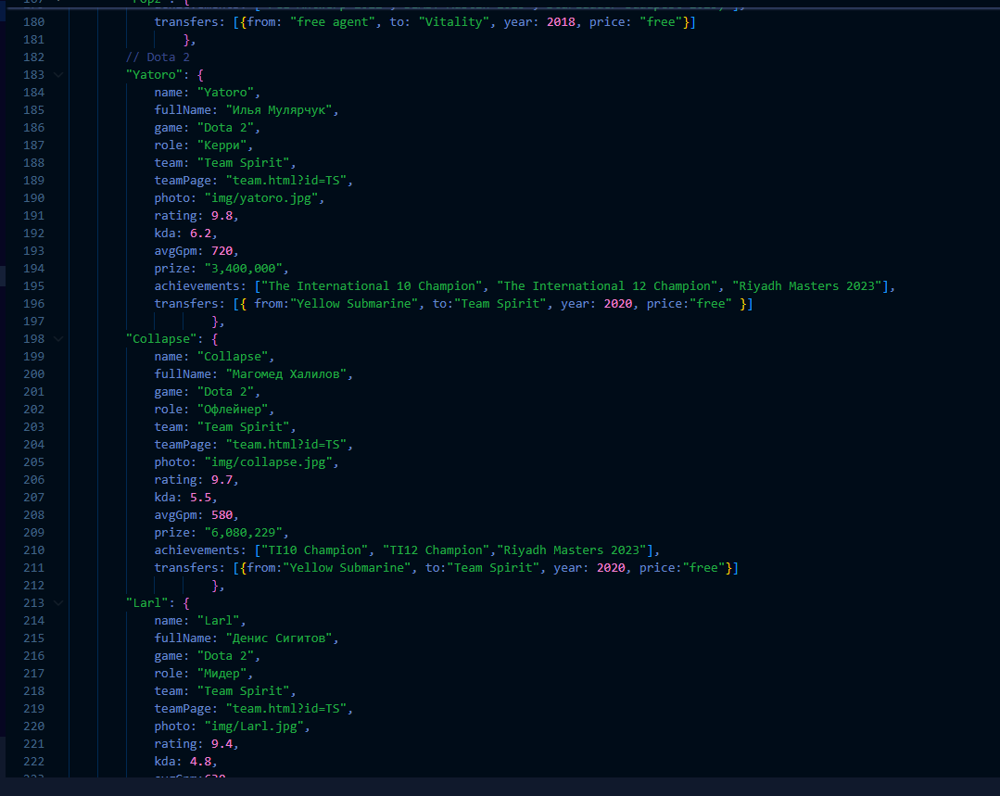 180 transfers: [{from: "free agent", to: "Vitality", year: 2018, price: "free"}]
181 },
182 // Dota 2
183 "Yatoro": {
184 name: "Yatoro",
185 fullName: "Илья Мулярчук",
186 game: "Dota 2",
187 role: "Керри",
188 team: "Team Spirit",
189 teamPage: "team.html?id=TS",
190 photo: "img/yatoro.jpg",
191 rating: 9.8,
192 kda: 6.2,
193 avgGpm: 720,
194 prize: "3,400,000",
195 achievements: ["The International 10 Champion", "The International 12 Champion", "Riyadh Masters 2023"],
196 transfers: [{ from:"Yellow Submarine", to:"Team Spirit", year: 2020, price:"free" }]
197 },
198 "Collapse": {
199 name: "Collapse",
200 fullName: "Магомед Халилов",
201 game: "Dota 2",
202 role: "Офлейнер",
203 team: "Team Spirit",
204 teamPage: "team.html?id=TS",
205 photo: "img/collapse.jpg",
206 rating: 9.7,
207 kda: 5.5,
208 avgGpm: 580,
209 prize: "6,080,229",
210 achievements: ["TI10 Champion", "TI12 Champion","Riyadh Masters 2023"],
211 transfers: [{from:"Yellow Submarine", to:"Team Spirit", year: 2020, price:"free"}]
212 },
213 "Larl": {
214 name: "Larl",
215 fullName: "Денис Сигитов",
216 game: "Dota 2",
217 role: "Мидер",
218 team: "Team Spirit",
219 teamPage: "team.html?id=TS",
220 photo: "img/Larl.jpg",
221 rating: 9.4,
222 kda: 4.8,